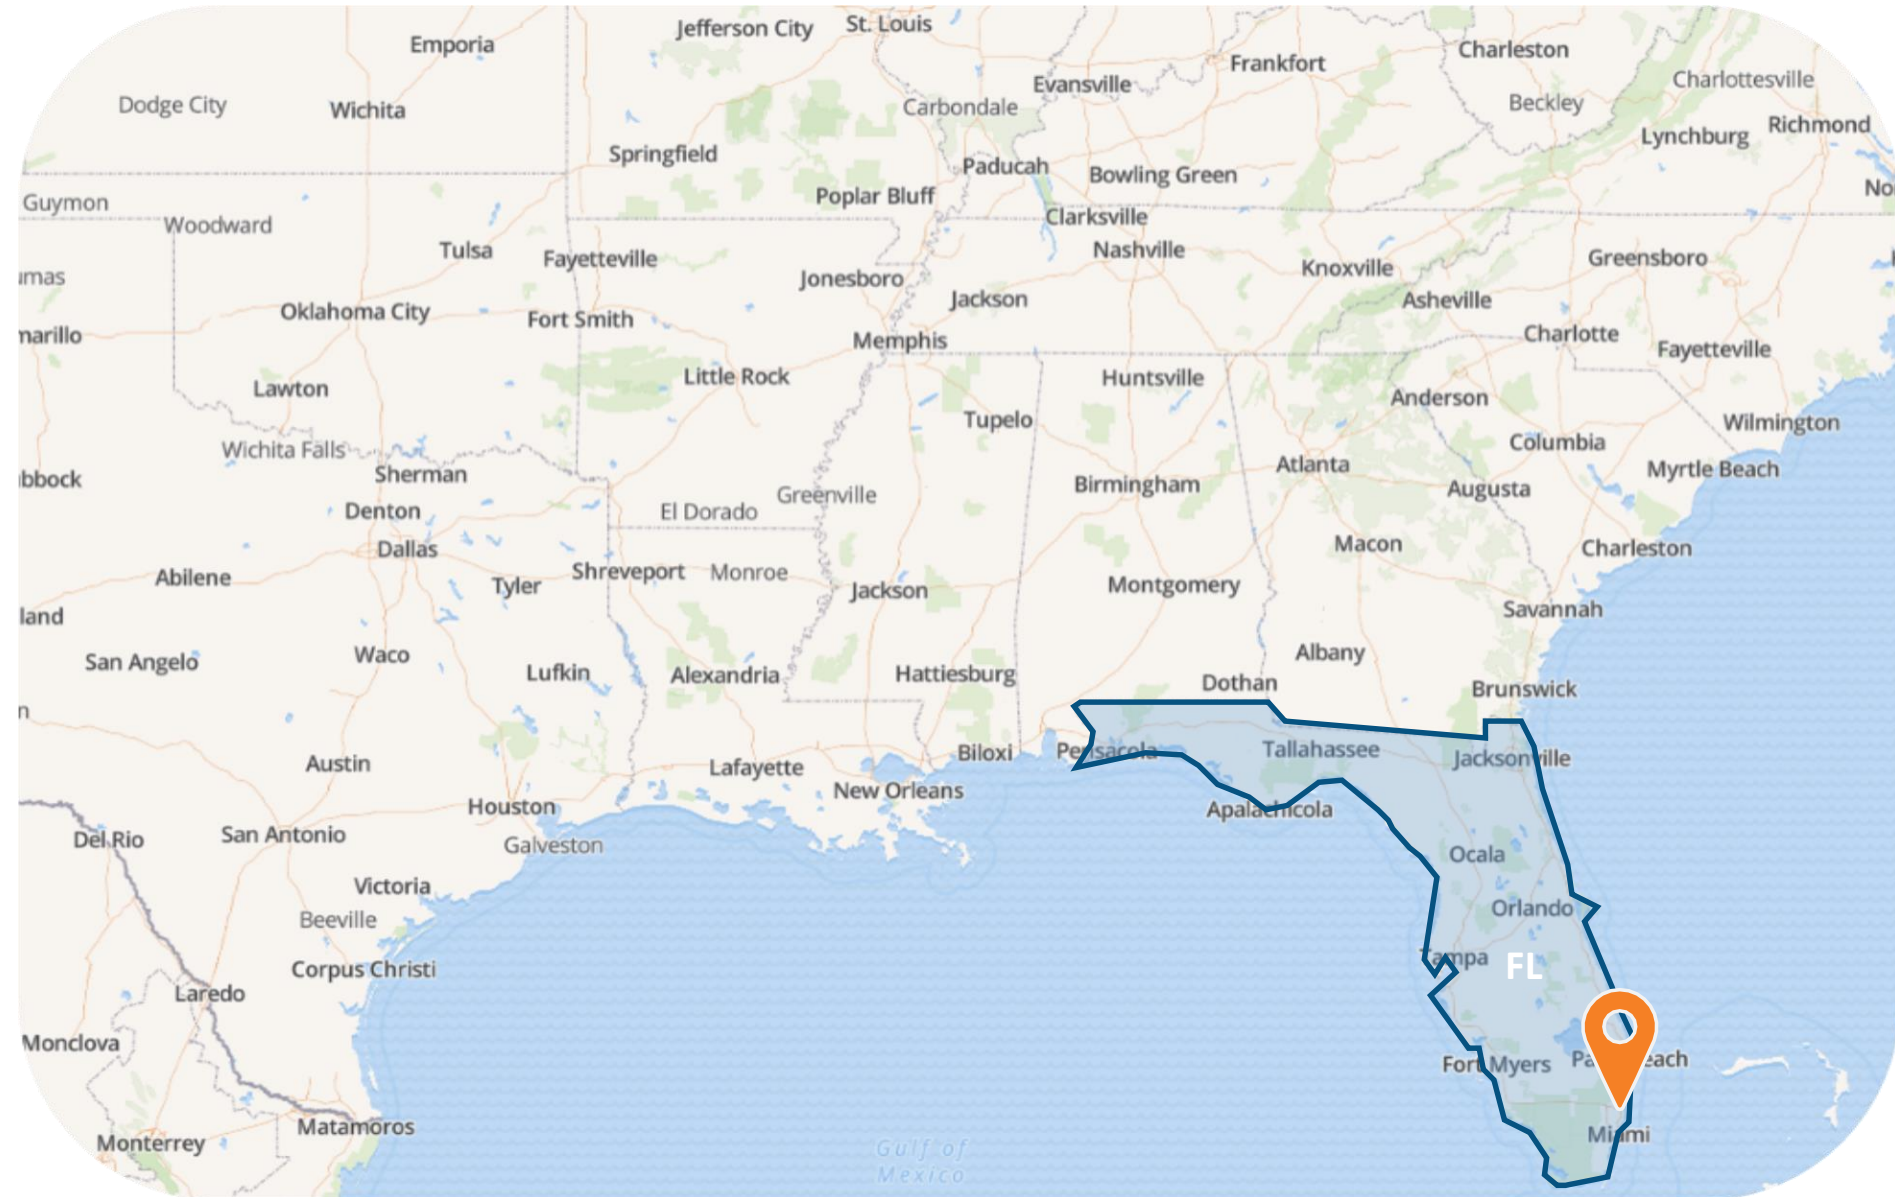 Jefferson City
St. Louis
Emporia
Charleston
Frankfort
Evansville
Charlottesville
Dodge City
Wichita
Carbondale
Beckley
Richmond
Lynchburg
Springfield
Paducah
Bowling Green
Poplar Bluff
Guymon
Clarksville
Woodward
Tulsa
Fayetteville
Nashville
Greensboro
Jonesboro
Knoxville
Jackson
Asheville
Oklahoma City
Fort Smith
Memphis
Charlotte
Fayetteville
Little Rock
Huntsville
Lawton
Anderson
Tupelo
Wilmington
Wichita Falls
Columbia
Sherman
Atlanta
Myrtle Beach
Greenville
Birmingham
Augusta
Denton
El Dorado
Dallas
Macon
Charleston
Abilene
Tyler
Shreveport
Monroe
Jackson
Montgomery
Savannah
San Angelo
Waco
Lufkin
Alexandria
Hattiesburg
Albany
Dothan
Brunswick
Biloxi
Pensacola
Tallahassee
Jacksonville
Austin
Lafayette
New Orleans
Houston
Apalachicola
Del Rio
San Antonio
Galveston
Ocala
Victoria
Beeville
Orlando
Tampa
FL
Corpus Christi
Laredo
Monclova
Fort Myers
Matamoros
Miami
Monterrey
Gulf of
Mexico